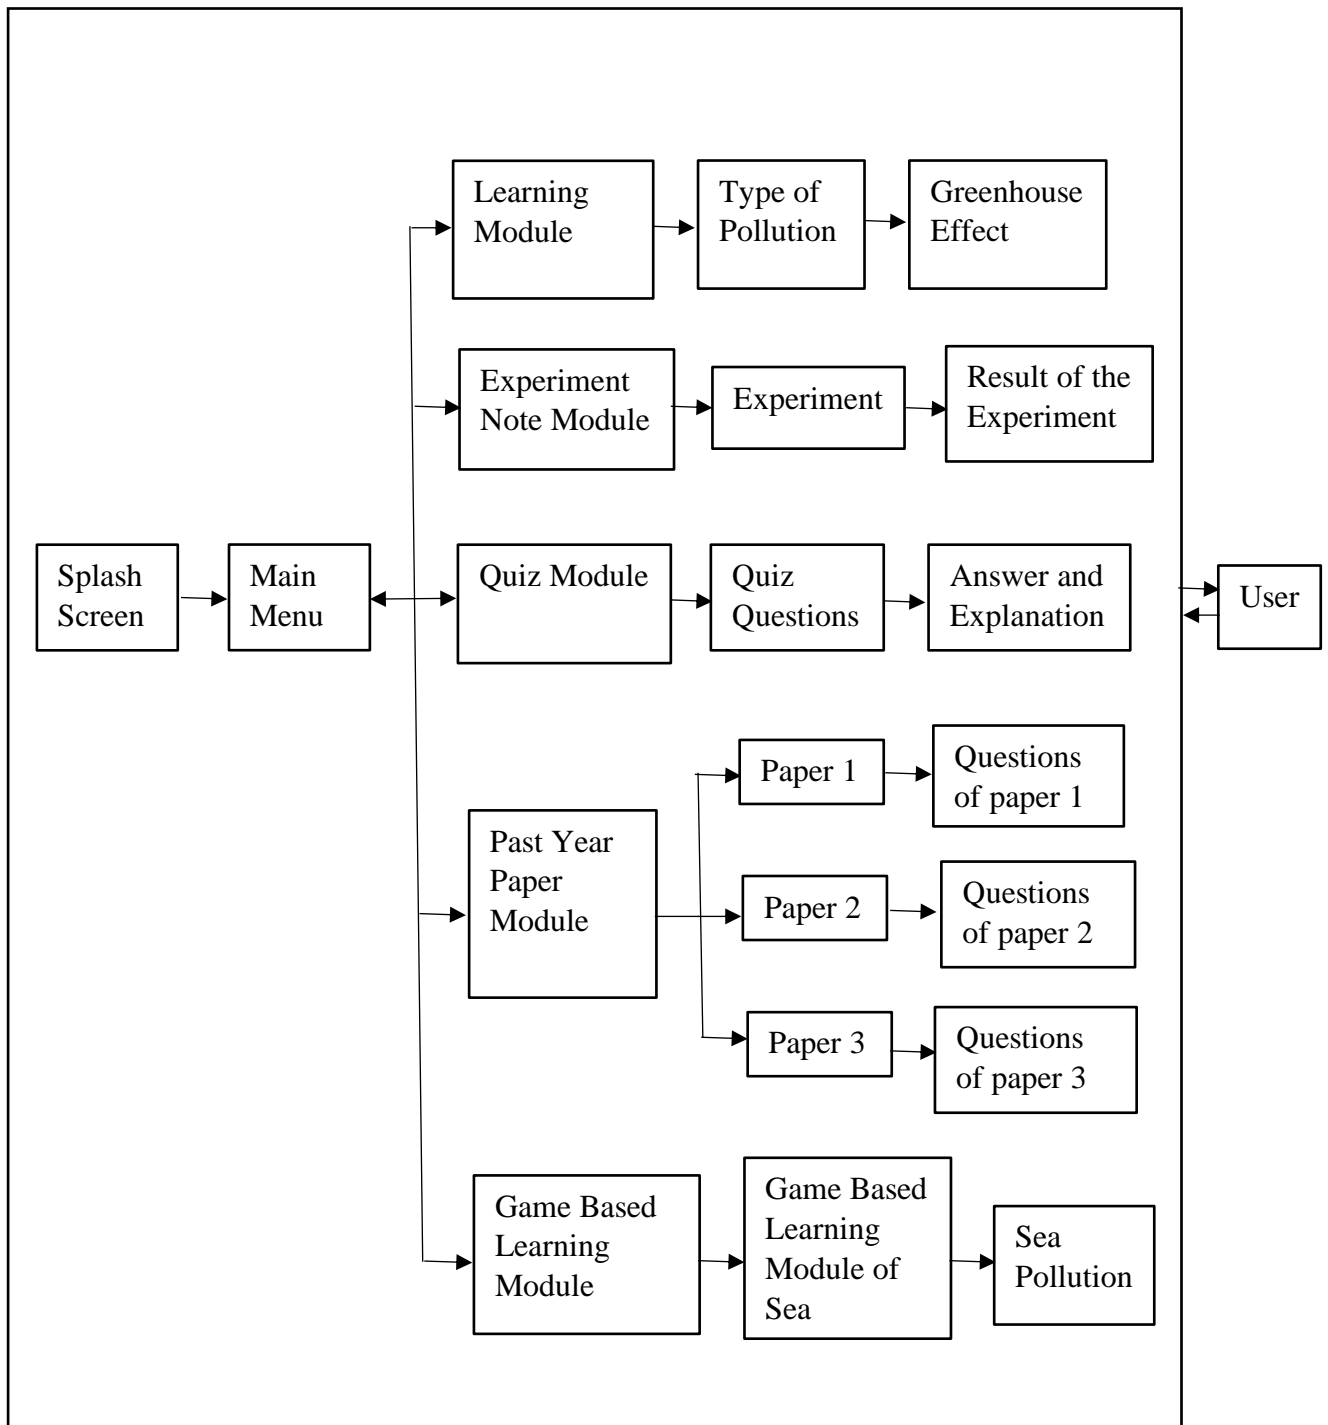 Learning
Module
Type of
Pollution
Greenhouse
Effect
Experiment
Note Module
Experiment
Result of the
Experiment
Splash
Screen
Main
Menu
Quiz Module
Quiz
Questions
Answer and
Explanation
User
Past Year
Paper
Module
Paper 1
Questions
of paper 1
Paper 2
Questions
of paper 2
Paper 3
Questions
of paper 3
Game Based
Learning
Module
Game Based
Learning
Module of
Sea
Sea
Pollution